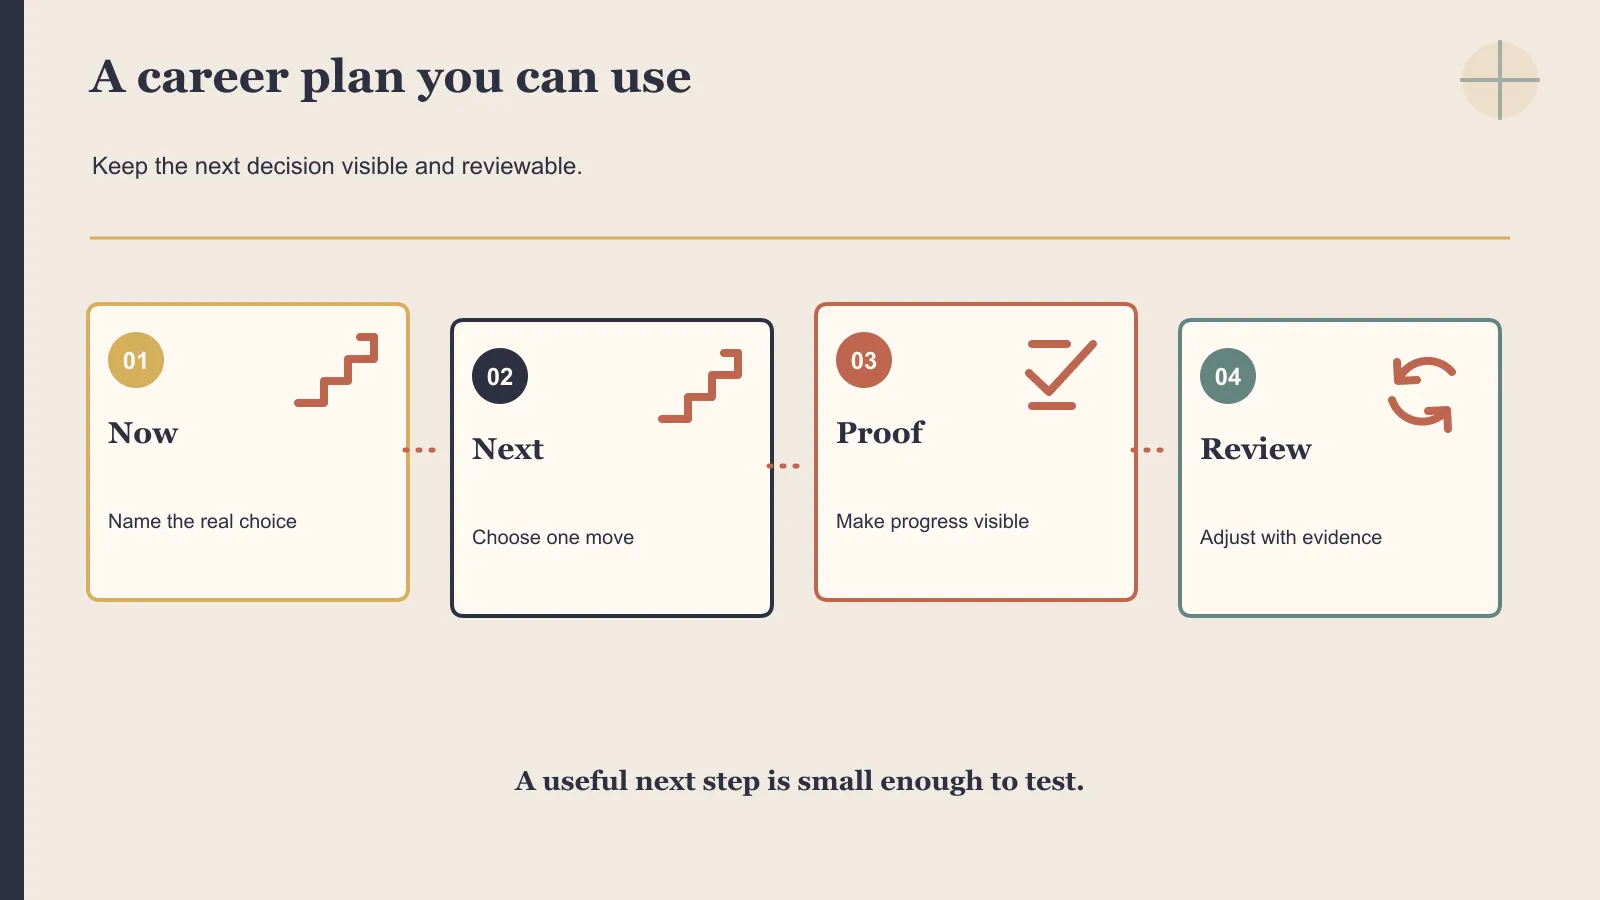 A career plan you can use
Keep the next decision visible and reviewable.
01
Now
Name the real choice
02
Next
Choose one move
03
Proof
Make progress visible
04
Review
Adjust with evidence
A useful next step is small enough to test.